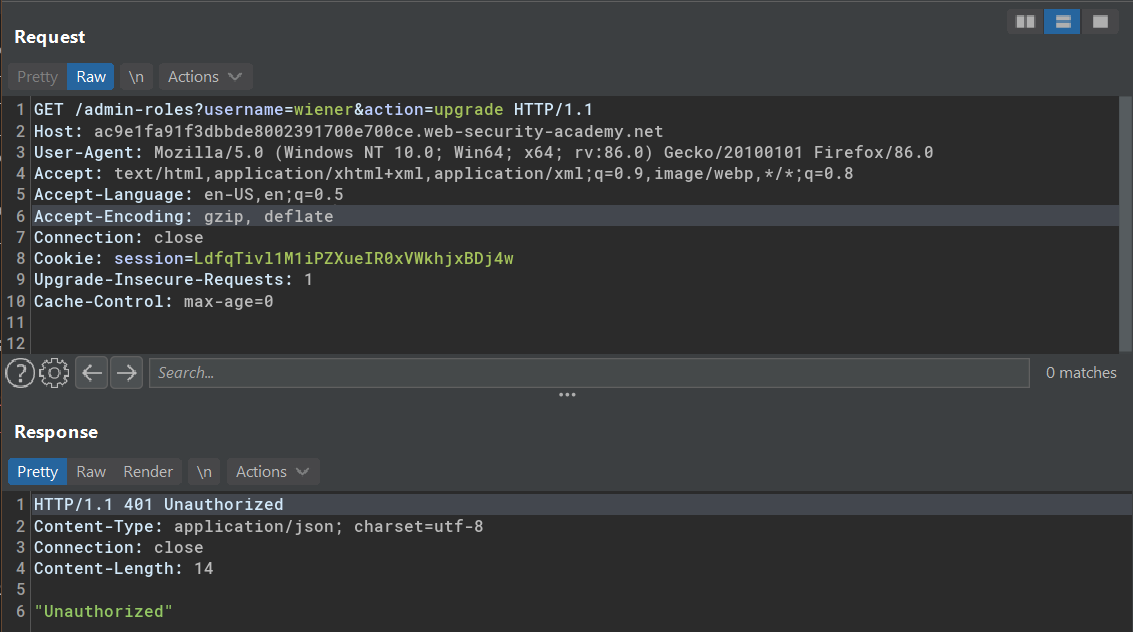 Request
Pretty Raw \n Actions
1 GET /admin-roles?username=wiener&action=upgrade HTTP/1.1
2 Host: ac9e1fa91f3dbbde8002391700e700ce.web-security-academy.net
3 User-Agent: Mozilla/5.0 (Windows NT 10.0; Win64; x64; rv:86.0) Gecko/20100101 Firefox/86.0
4 Accept: text/html,application/xhtml+xml,application/xml;q=0.9,image/webp,*/*;q=0.8
5 Accept-Language: en-US,en;q=0.5
6 Accept-Encoding: gzip, deflate
7 Connection: close
8 Cookie: session=LdfqTivl1M1iPZXueIR0xVWkhjxBDj4w
9 Upgrade-Insecure-Requests: 1
10 Cache-Control: max-age=0
11
12
? Search... 0 matches
Response
Pretty Raw Render \n Actions
1 HTTP/1.1 401 Unauthorized
2 Content-Type: application/json; charset=utf-8
3 Connection: close
4 Content-Length: 14
5
6 "Unauthorized"